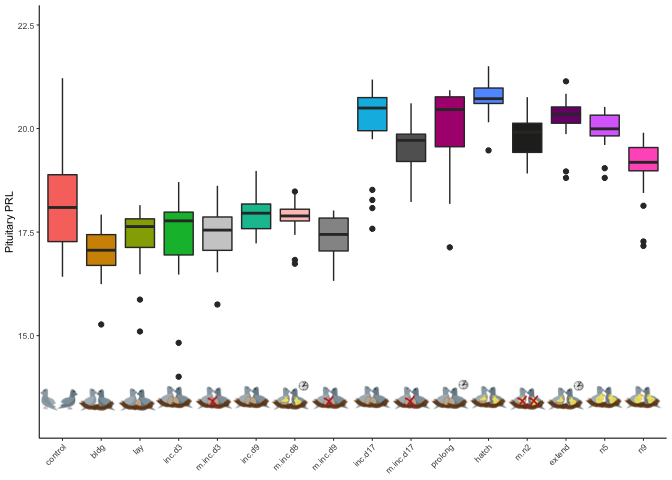 22.5
20.0
17.5
15.0
Pituitary PRL
control
bldg
lay
inc.d3
m.inc.d3
inc.d9
m.inc.d8
m.inc.d9
inc.d17
m.inc.d17
prolong
hatch
m.n2
extend
n5
n9